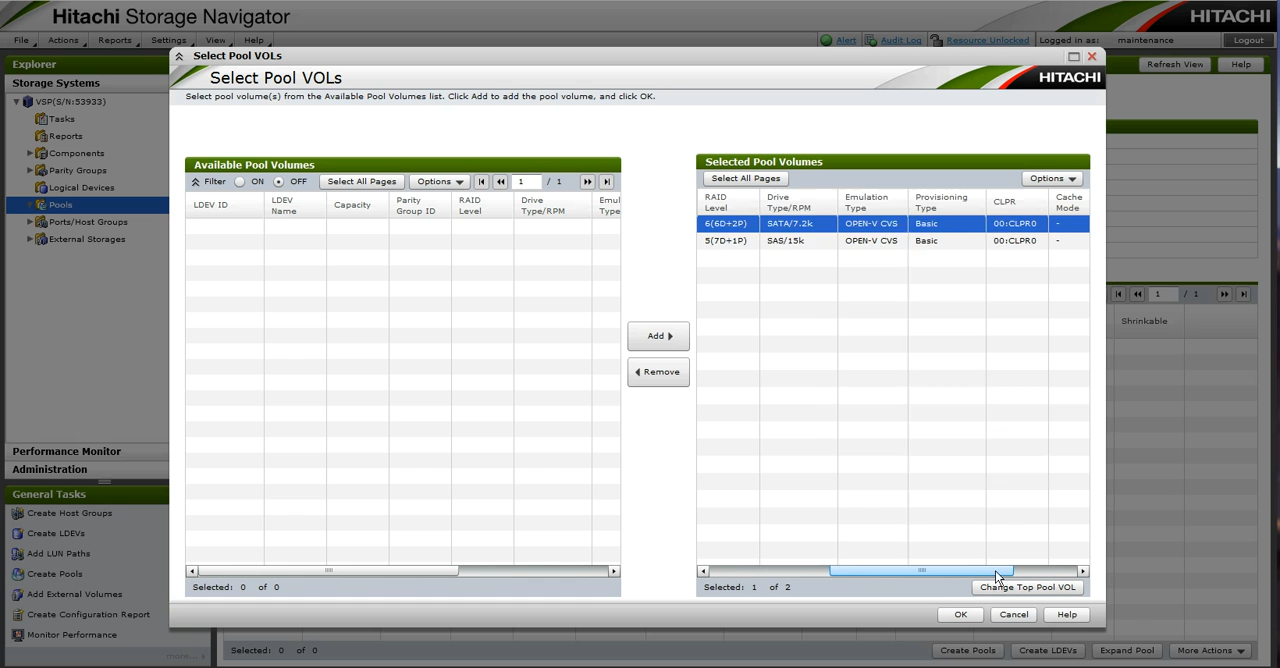 Hitachi Storage Navigator
HITACHI
File Actions Reports Settings View Help
Alert Audit Log Resource Unlocked Logged in as: maintenance Logout
Explorer
Storage Systems
VSP(S/N:53933)
Tasks
Reports
Components
Parity Groups
Logical Devices
Pools
Ports/Host Groups
External Storages
Performance Monitor
Administration
General Tasks
Create Host Groups
Create LDEVs
Add LUN Paths
Create Pools
Add External Volumes
Create Configuration Report
Monitor Performance
more...
Refresh View Help
Select Pool VOLs
Select Pool VOLs
HITACHI
Select pool volume(s) from the Available Pool Volumes list. Click Add to add the pool volume, and click OK.
Available Pool Volumes
Filter ON OFF Select All Pages Options 1 / 1
LDEV ID LDEV Name Capacity Parity Group ID RAID Level Drive Type/RPM Emul Type
Selected: 0 of 0
Add
Remove
Selected Pool Volumes
Select All Pages Options
RAID Level Drive Type/RPM Emulation Type Provisioning Type CLPR Cache Mode
6(6D+2P) SATA/7.2k OPEN-V CVS Basic 00:CLPR0 -
5(7D+1P) SAS/15k OPEN-V CVS Basic 00:CLPR0 -
Selected: 1 of 2 Change Top Pool VOL
OK Cancel Help
1 / 1
Shrinkable
Selected: 0 of 0 Create Pools Create LDEVs Expand Pool More Actions